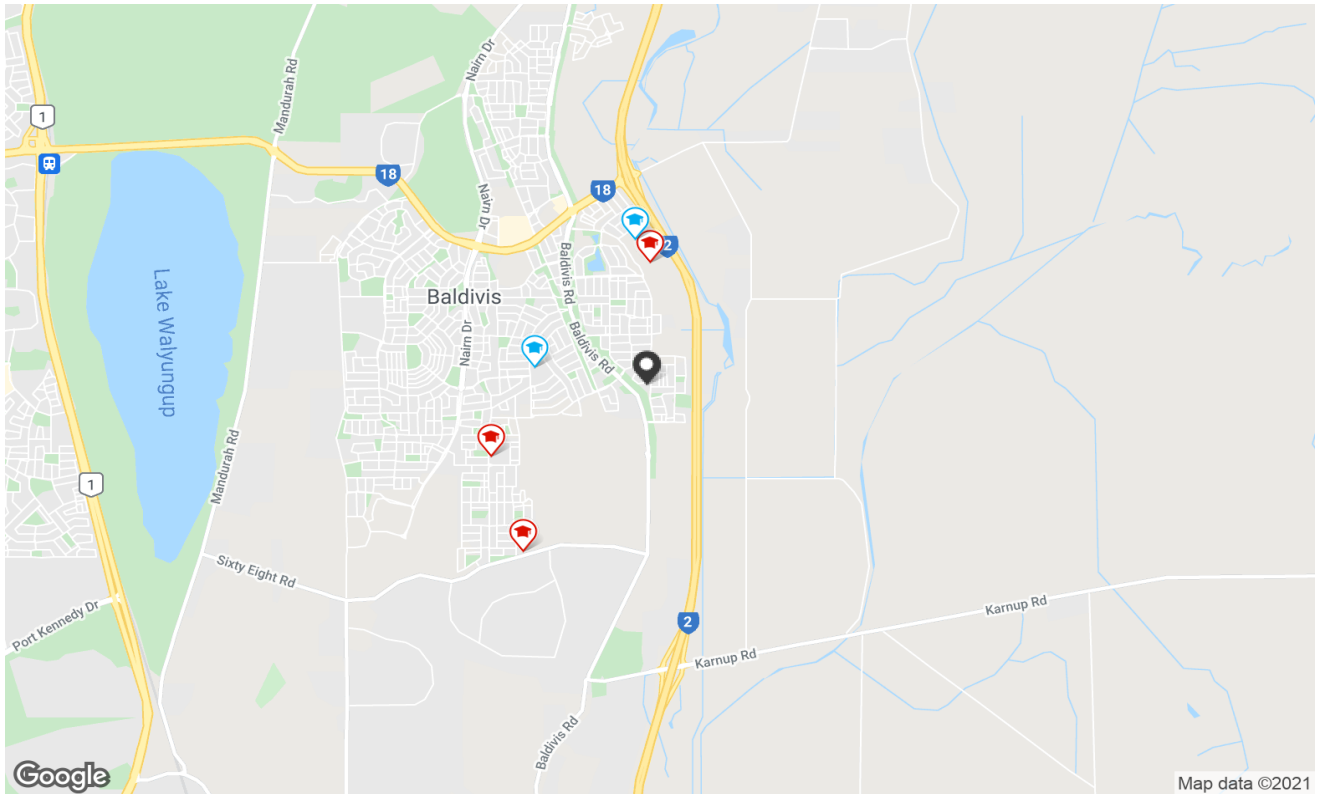 Nairn Dr
Mandurah Rd
1
18
18
Nairn Dr
2
Baldivis Rd
Lake Walyungup
Baldivis
Nairn Dr
Baldivis Rd
Mandurah Rd
1
Sixty Eight Rd
Port Kennedy Dr
Karnup Rd
2
Karnup Rd
Baldivis Rd
Google
Map data ©2021